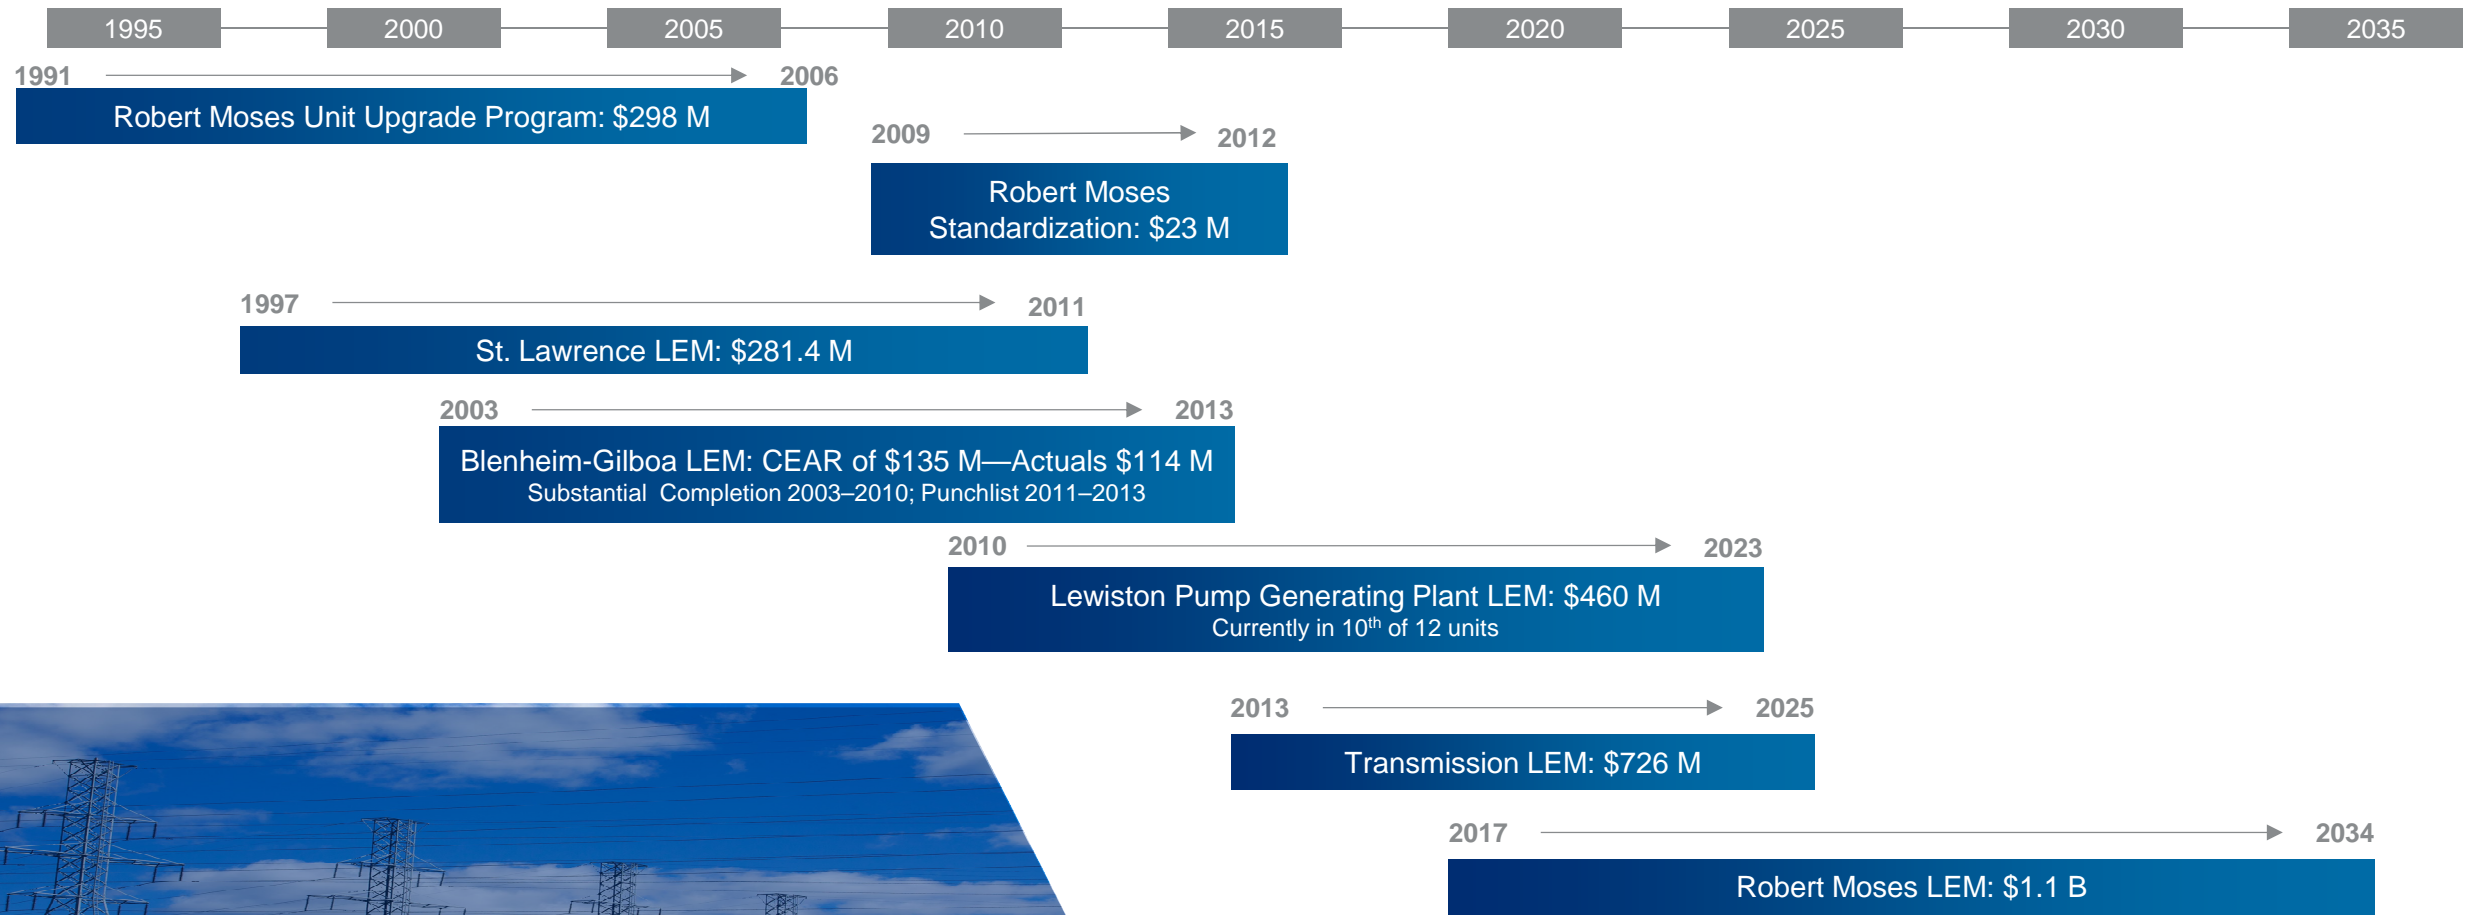 1995 2000 2005 2010 2015 2020 2025 2030 2035
1991 2006
Robert Moses Unit Upgrade Program: $298 M
2009 2012
Robert Moses
Standardization: $23 M
1997 2011
St. Lawrence LEM: $281.4 M
2003 2013
Blenheim-Gilboa LEM: CEAR of $135 M—Actuals $114 M
Substantial Completion 2003–2010; Punchlist 2011–2013
2010 2023
Lewiston Pump Generating Plant LEM: $460 M
Currently in 10th of 12 units
2013 2025
Transmission LEM: $726 M
2017 2034
Robert Moses LEM: $1.1 B